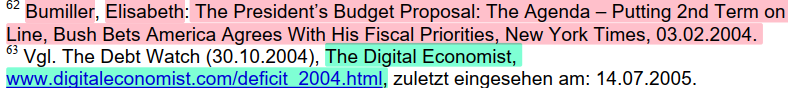 62 Bumiller, Elisabeth: The President’s Budget Proposal: The Agenda – Putting 2nd Term on
Line, Bush Bets America Agrees With His Fiscal Priorities, New York Times, 03.02.2004.
63 Vgl. The Debt Watch (30.10.2004), The Digital Economist,
www.digitaleconomist.com/deficit_2004.html, zuletzt eingesehen am: 14.07.2005.